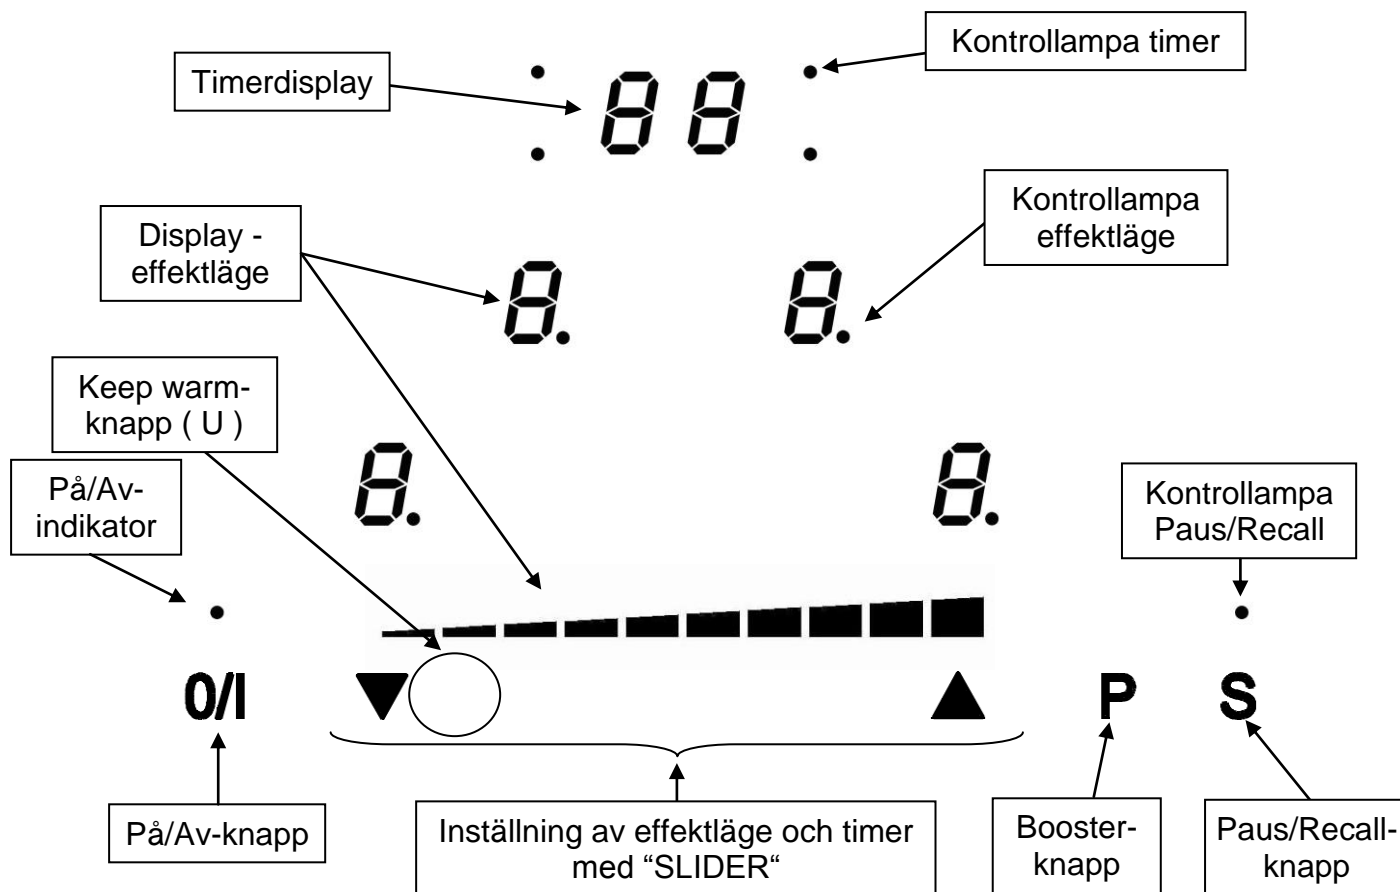 Kontrollampa timer
Timerdisplay
88
Kontrollampa
effektläge
Display -
effektläge
8. 8.
Keep warm-
knapp ( U )
8. 8.
På/Av-
indikator
Kontrollampa
Paus/Recall
0/I
P S
På/Av-knapp
Inställning av effektläge och timer
med “SLIDER“
Booster-
knapp
Paus/Recall-
knapp